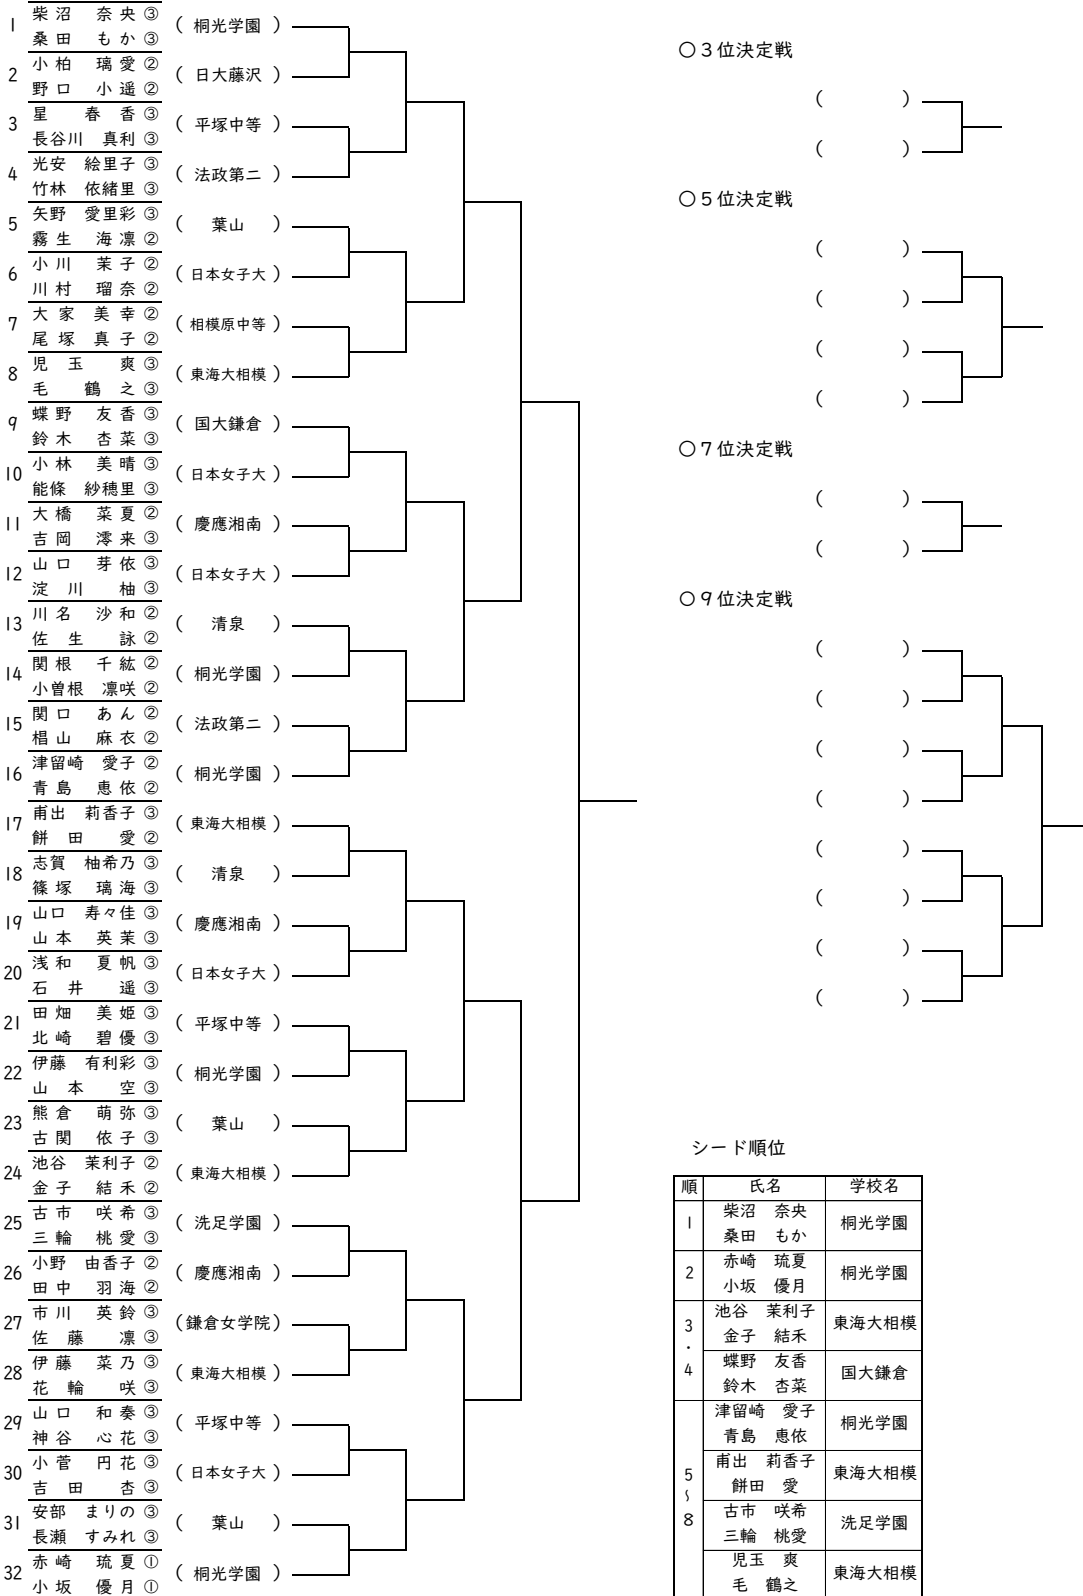 1 柴沼 奈央 ③ ( 桐光学園 )
桑田 もか ③
2 小柏 璃愛 ② ( 日大藤沢 )
野口 小遥 ②
3 星 春香 ③ ( 平塚中等 )
長谷川 真利 ③
4 光安 絵里子 ③ ( 法政第二 )
竹林 依緒里 ③
5 矢野 愛里彩 ③ ( 葉山 )
霧生 海凛 ②
6 小川 茉子 ② ( 日本女子大 )
川村 瑠奈 ②
7 大家 美幸 ② ( 相模原中等 )
尾塚 真子 ②
8 児玉 爽 ③ ( 東海大相模 )
毛 鶴之 ③
9 蝶野 友香 ③ ( 国大鎌倉 )
鈴木 杏菜 ③
10 小林 美晴 ③ ( 日本女子大 )
能條 紗穂里 ③
11 大橋 菜夏 ② ( 慶應湘南 )
吉岡 澪来 ③
12 山口 芽依 ③ ( 日本女子大 )
淀川 柚 ③
13 川名 沙和 ② ( 清泉 )
佐生 詠 ②
14 関根 千紘 ② ( 桐光学園 )
小曽根 凛咲 ②
15 関口 あん ② ( 法政第二 )
椙山 麻衣 ②
16 津留崎 愛子 ② ( 桐光学園 )
青島 恵依 ②
17 甫出 莉香子 ③ ( 東海大相模 )
餅田 愛 ②
18 志賀 柚希乃 ③ ( 清泉 )
篠塚 璃海 ③
19 山口 寿々佳 ③ ( 慶應湘南 )
山本 英茉 ③
20 浅和 夏帆 ③ ( 日本女子大 )
石井 遥 ③
21 田畑 美姫 ③ ( 平塚中等 )
北崎 碧優 ③
22 伊藤 有利彩 ③ ( 桐光学園 )
山本 空 ③
23 熊倉 萌弥 ③ ( 葉山 )
古関 依子 ③
24 池谷 茉利子 ② ( 東海大相模 )
金子 結禾 ②
25 古市 咲希 ③ ( 洗足学園 )
三輪 桃愛 ③
26 小野 由香子 ② ( 慶應湘南 )
田中 羽海 ②
27 市川 英鈴 ③ ( 鎌倉女学院 )
佐藤 凛 ③
28 伊藤 菜乃 ③ ( 東海大相模 )
花輪 咲 ③
29 山口 和奏 ③ ( 平塚中等 )
神谷 心花 ③
30 小菅 円花 ③ ( 日本女子大 )
吉田 杏 ③
31 安部 まりの ③ ( 葉山 )
長瀬 すみれ ③
32 赤崎 琉夏 ① ( 桐光学園 )
小坂 優月 ①
○3位決定戦
( )
( )
○5位決定戦
( )
( )
( )
( )
○7位決定戦
( )
( )
○9位決定戦
( )
( )
( )
( )
( )
( )
( )
( )
シード順位
順 氏名 学校名
1 柴沼 奈央 桐光学園
桑田 もか
2 赤崎 琉夏 桐光学園
小坂 優月
3・4 池谷 茉利子 東海大相模
金子 結禾
蝶野 友香 国大鎌倉
鈴木 杏菜
5〜8 津留崎 愛子 桐光学園
青島 恵依
甫出 莉香子 東海大相模
餅田 愛
古市 咲希 洗足学園
三輪 桃愛
児玉 爽 東海大相模
毛 鶴之